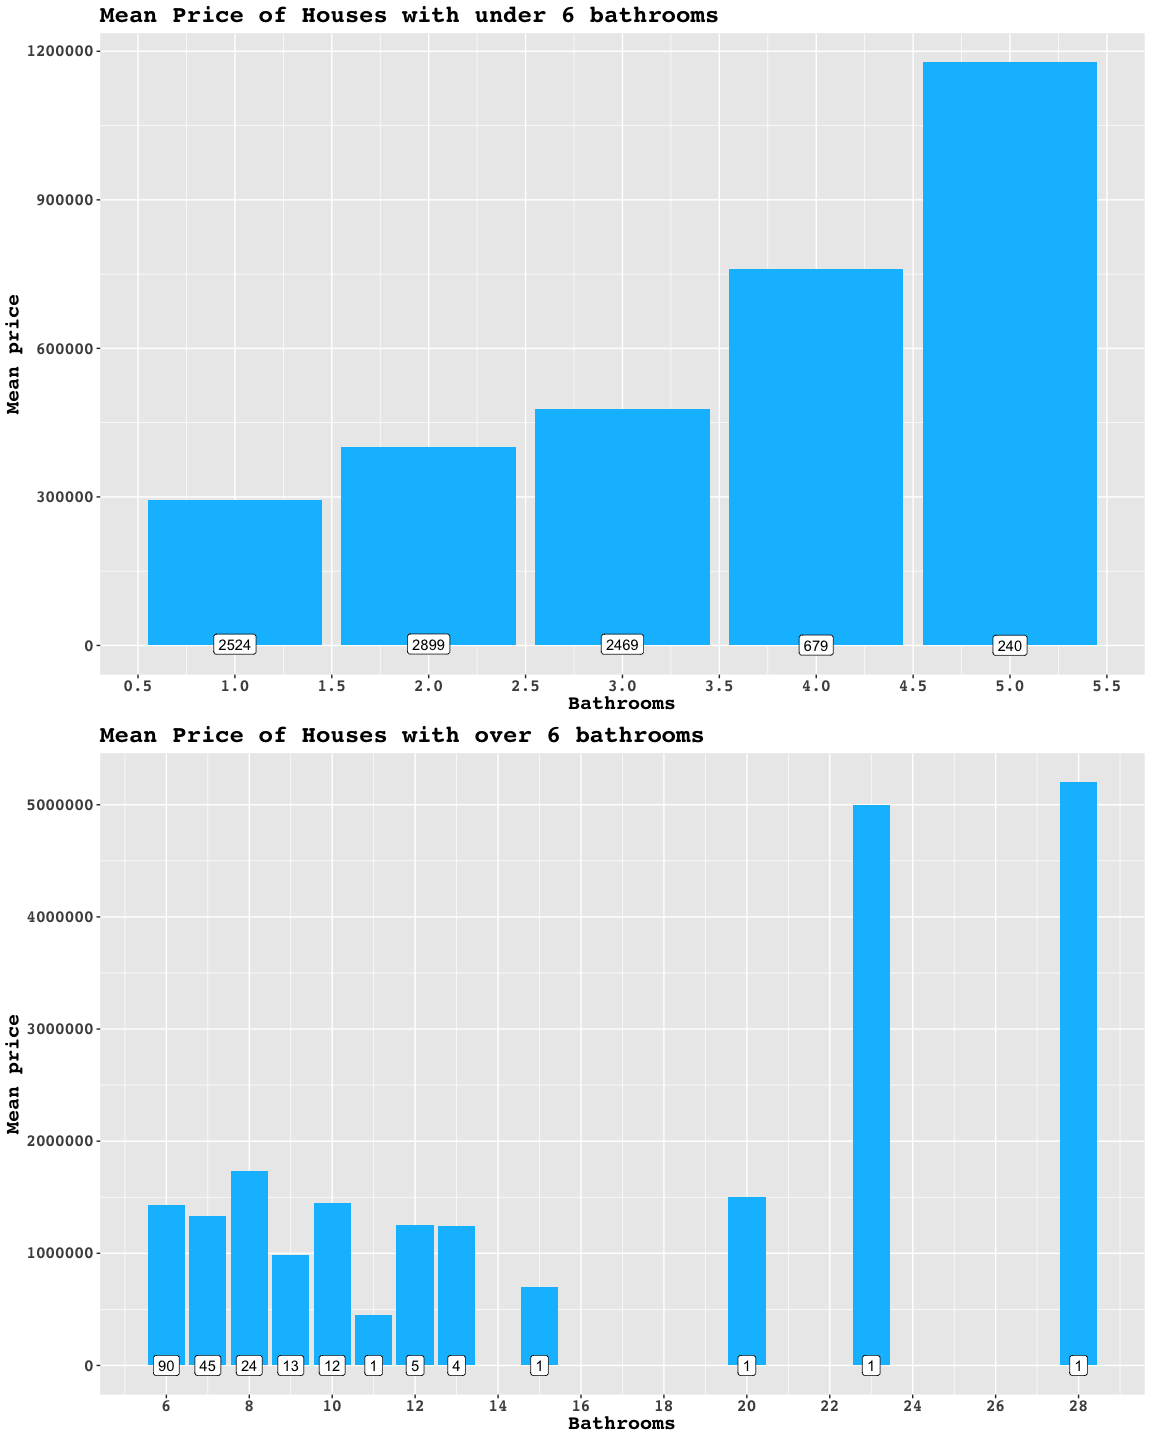 Mean Price of Houses with under 6 bathrooms
1200000
900000
600000
300000
0
Mean price
2524 2899 2469 679 240
0.5 1.0 1.5 2.0 2.5 3.0 3.5 4.0 4.5 5.0 5.5
Bathrooms
Mean Price of Houses with over 6 bathrooms
5000000
4000000
3000000
2000000
1000000
0
Mean price
90 45 24 13 12 1 5 4 1 1 1 1
6 8 10 12 14 16 18 20 22 24 26 28
Bathrooms